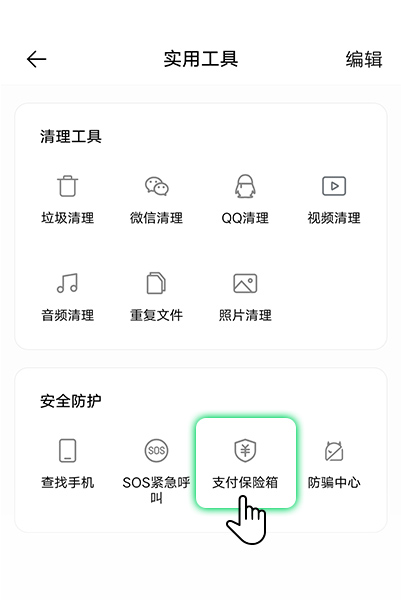 实用工具 编辑
清理工具
垃圾清理 微信清理 QQ清理 视频清理
音频清理 重复文件 照片清理
安全防护
SOS
查找手机 SOS紧急呼 支付保险箱 防骗中心
叫